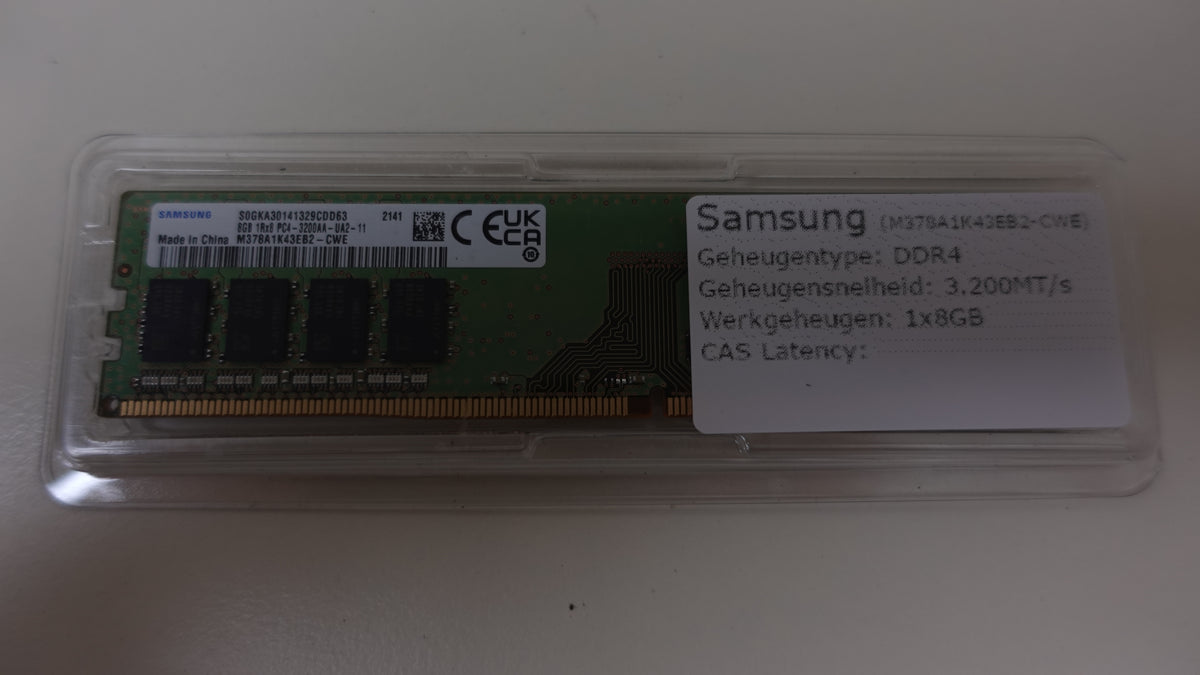 SAMSUNG
S0GKA30141329CDD63 2141
8GB 1Rx8 PC4-3200AA-UA2-11
Made in China M378A1K43EB2-CWE
CE UK
CA
10
Samsung (M378A1K43EB2-CWE)
Geheugentype: DDR4
Geheugensnelheid: 3.200MT/s
Werkgeheugen: 1x8GB
CAS Latency: